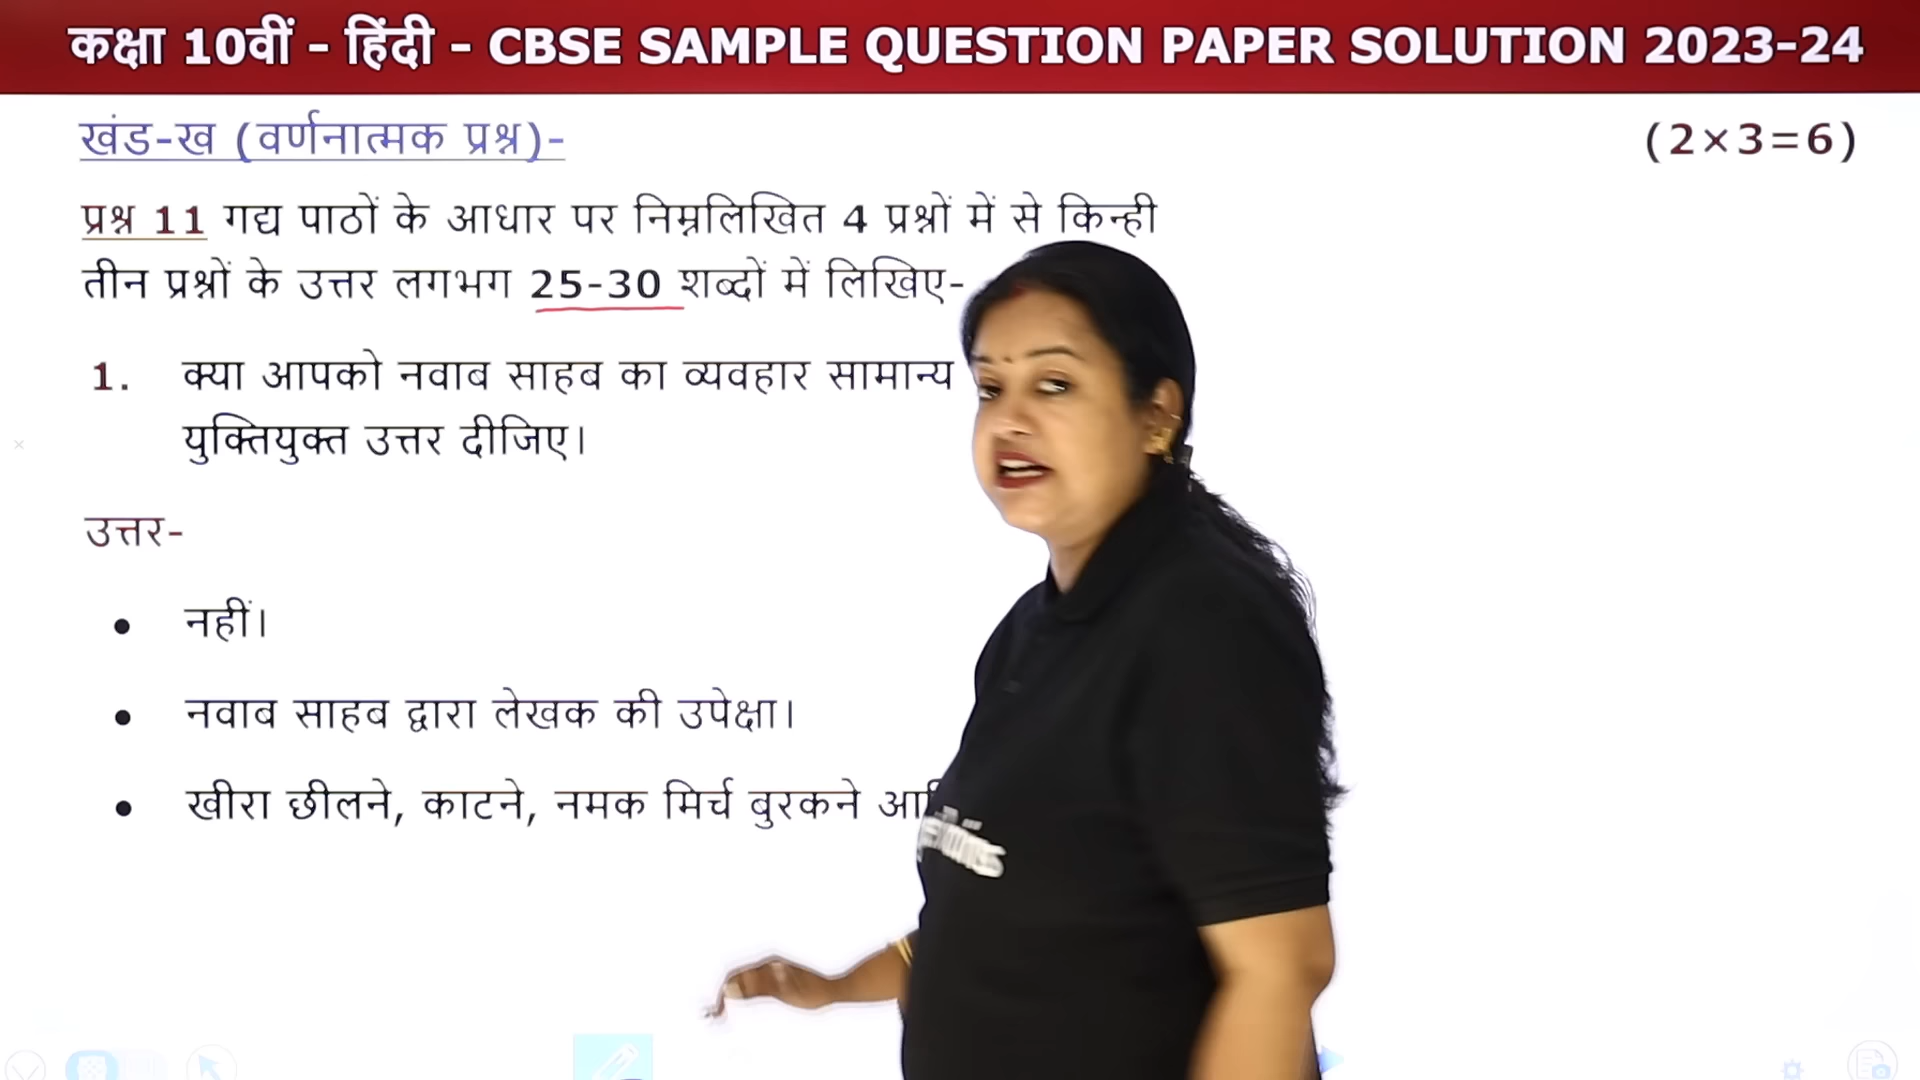 कक्षा 10वीं - हिंदी - CBSE SAMPLE QUESTION PAPER SOLUTION 2023-24
खंड-ख (वर्णनात्मक प्रश्न)-
(2×3=6)
प्रश्न 11 गद्य पाठों के आधार पर निम्नलिखित 4 प्रश्नों में से किन्ही
तीन प्रश्नों के उत्तर लगभग 25-30 शब्दों में लिखिए-
1. क्या आपको नवाब साहब का व्यवहार सामान्य
युक्तियुक्त उत्तर दीजिए।
उत्तर-
• नहीं।
• नवाब साहब द्वारा लेखक की उपेक्षा।
• खीरा छीलने, काटने, नमक मिर्च बुरकने